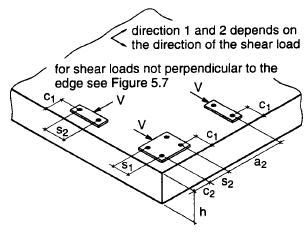 direction 1 and 2 depends on
the direction of the shear load
for shear loads not perpendicular to the
edge see Figure 5.7
V
c₁
s₂
V
c₁
V
c₁
s₁
a₂
s₂
c₂
h